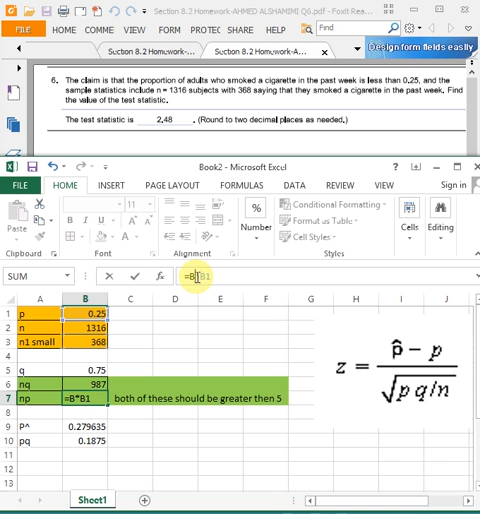 Section 8.2 Homework-AHMED ALSHAMIMI Q6.pdf - Foxit Rea...
FILE HOME COMME FORM PROTEC SHARE HELP Find
Section 8.2 Homework-... Section 8.2 Homework-A... Design form fields easily
6. The claim is that the proportion of adults who smoked a cigarette in the past week is less than 0.25, and the
sample statistics include n = 1316 subjects with 368 saying that they smoked a cigarette in the past week. Find
the value of the test statistic.
The test statistic is 2.48 . (Round to two decimal places as needed.)
Book2 - Microsoft Excel
FILE HOME INSERT PAGE LAYOUT FORMULAS DATA REVIEW VIEW Sign in
Paste 11 B I U A A % Number Conditional Formatting Format as Table Cell Styles Cells Editing
Clipboard Font Alignment Styles
SUM fx =B*B1
A B C D E F G H I J
1 p 0.25
2 n 1316
3 n1 small 368
4
5 q 0.75
6 nq 987
7 np =B*B1 both of these should be greater then 5
8
9 P^ 0.279635
10 pq 0.1875
11
12
13
z = p̂ − p / √pq/n
Sheet1